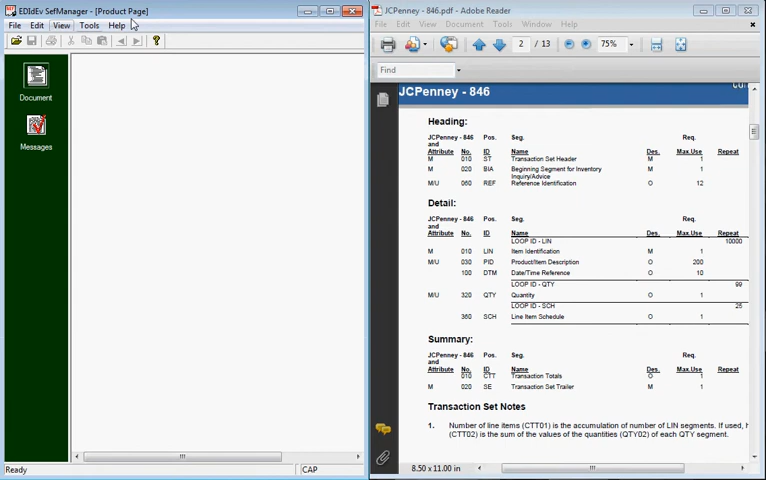 EDIdEv SefManager - [Product Page]
File Edit View Tools Help
Document
Messages
Ready
CAP
JCPenney - 846.pdf - Adobe Reader
File Edit View Document Tools Window Help
2 / 13 75%
Find
JCPenney - 846
Heading:
JCPenney - 846 Pos. Seg. Req.
and
Attribute No. ID Name Des. Max.Use Repeat
M 010 ST Transaction Set Header M 1
M 020 BIA Beginning Segment for Inventory M 1
Inquiry/Advice
M/U 060 REF Reference Identification O 12
Detail:
JCPenney - 846 Pos. Seg. Req.
and
Attribute No. ID Name Des. Max.Use Repeat
LOOP ID - LIN 10000
M 010 LIN Item Identification M 1
M/U 030 PID Product/Item Description O 200
100 DTM Date/Time Reference O 10
LOOP ID - QTY 99
M/U 320 QTY Quantity O 1
LOOP ID - SCH 25
360 SCH Line Item Schedule O 1
Summary:
JCPenney - 846 Pos. Seg. Req.
and
Attribute No. ID Name Des. Max.Use Repeat
010 CTT Transaction Totals O 1
M 020 SE Transaction Set Trailer M 1
Transaction Set Notes
1. Number of line items (CTT01) is the accumulation of number of LIN segments. If used,
(CTT02) is the sum of the values of the quantities (QTY02) of each QTY segment.
8.50 x 11.00 in